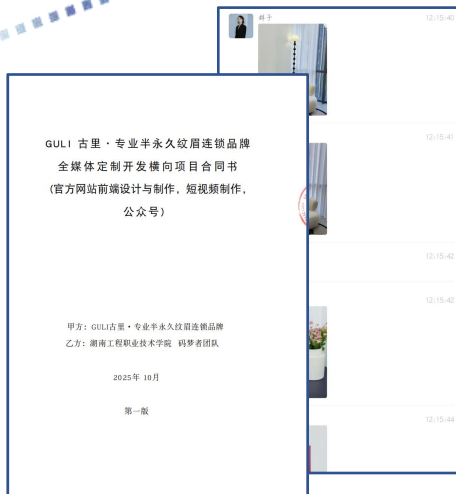 GULI 古里·专业半永久纹眉连锁品牌
全媒体定制开发横向项目合同书
(官方网站前端设计与制作，短视频制作，
公众号)
甲方：GULI古里·专业半永久纹眉连锁品牌
乙方：湖南工程职业技术学院 码梦者团队
2025年 10月
第一版
12:15:40
12:15:41
12:15:42
12:15:42
12:15:44